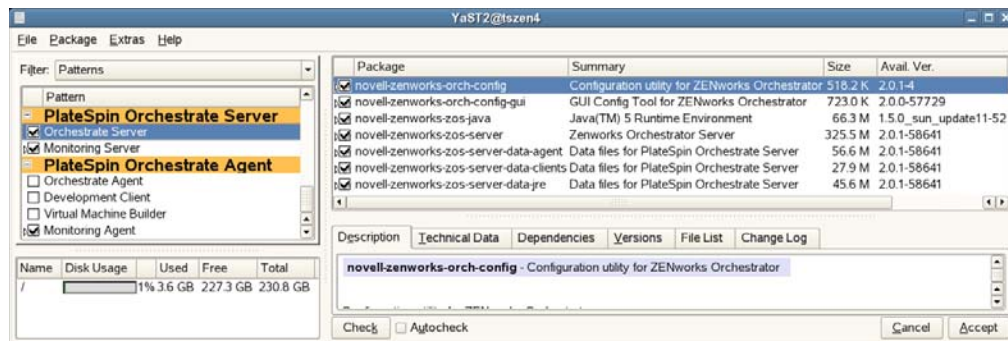 YaST2@tszen4
File Package Extras Help
Filter: Patterns
Pattern
PlateSpin Orchestrate Server
Orchestrate Server
Monitoring Server
PlateSpin Orchestrate Agent
Orchestrate Agent
Development Client
Virtual Machine Builder
Monitoring Agent
Name Disk Usage Used Free Total
/ 1% 3.6 GB 227.3 GB 230.8 GB
Package Summary Size Avail. Ver.
novell-zenworks-orch-config Configuration utility for ZENworks Orchestrator 518.2 K 2.0.1-4
novell-zenworks-orch-config-gui GUI Config Tool for ZENworks Orchestrator 723.0 K 2.0.0-57729
novell-zenworks-zos-java Java(TM) 5 Runtime Environment 66.3 M 1.5.0_sun_update11-52
novell-zenworks-zos-server Zenworks Orchestrator Server 325.5 M 2.0.1-58641
novell-zenworks-zos-server-data-agent Data files for PlateSpin Orchestrate Server 56.6 M 2.0.1-58641
novell-zenworks-zos-server-data-clients Data files for PlateSpin Orchestrate Server 27.9 M 2.0.1-58641
novell-zenworks-zos-server-data-jre Data files for PlateSpin Orchestrate Server 45.6 M 2.0.1-58641
Description Technical Data Dependencies Versions File List Change Log
novell-zenworks-orch-config - Configuration utility for ZENworks Orchestrator
Check Autocheck Cancel Accept